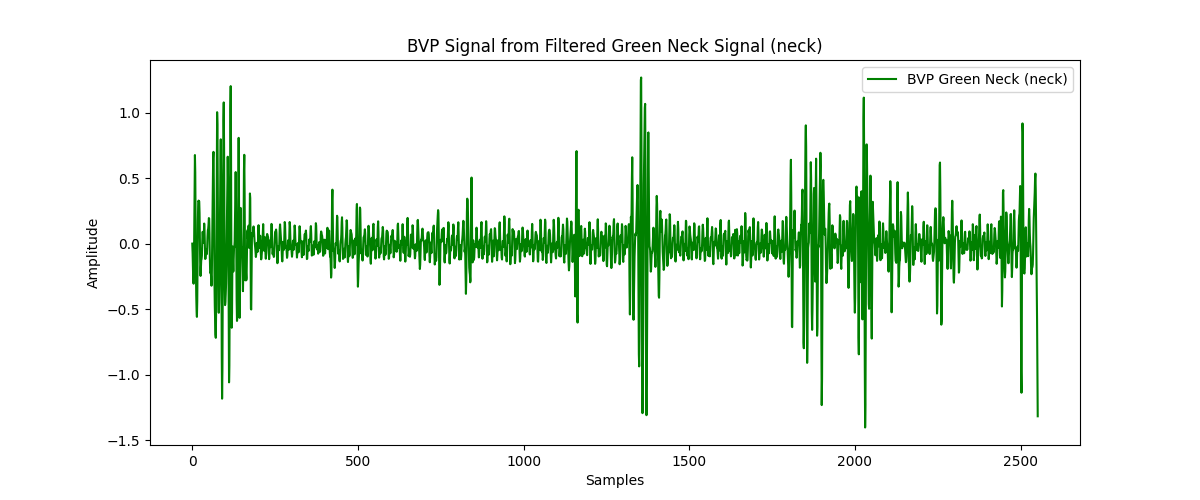 BVP Signal from Filtered Green Neck Signal (neck)
BVP Green Neck (neck)
1.0
0.5
0.0
−0.5
−1.0
−1.5
Amplitude
0 500 1000 1500 2000 2500
Samples